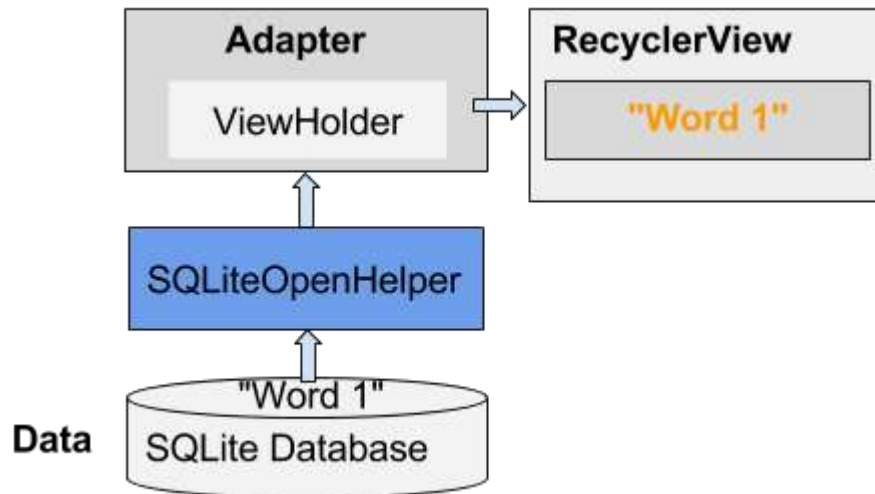 Adapter
ViewHolder
RecyclerView
"Word 1"
SQLiteOpenHelper
"Word 1"
Data
SQLite Database